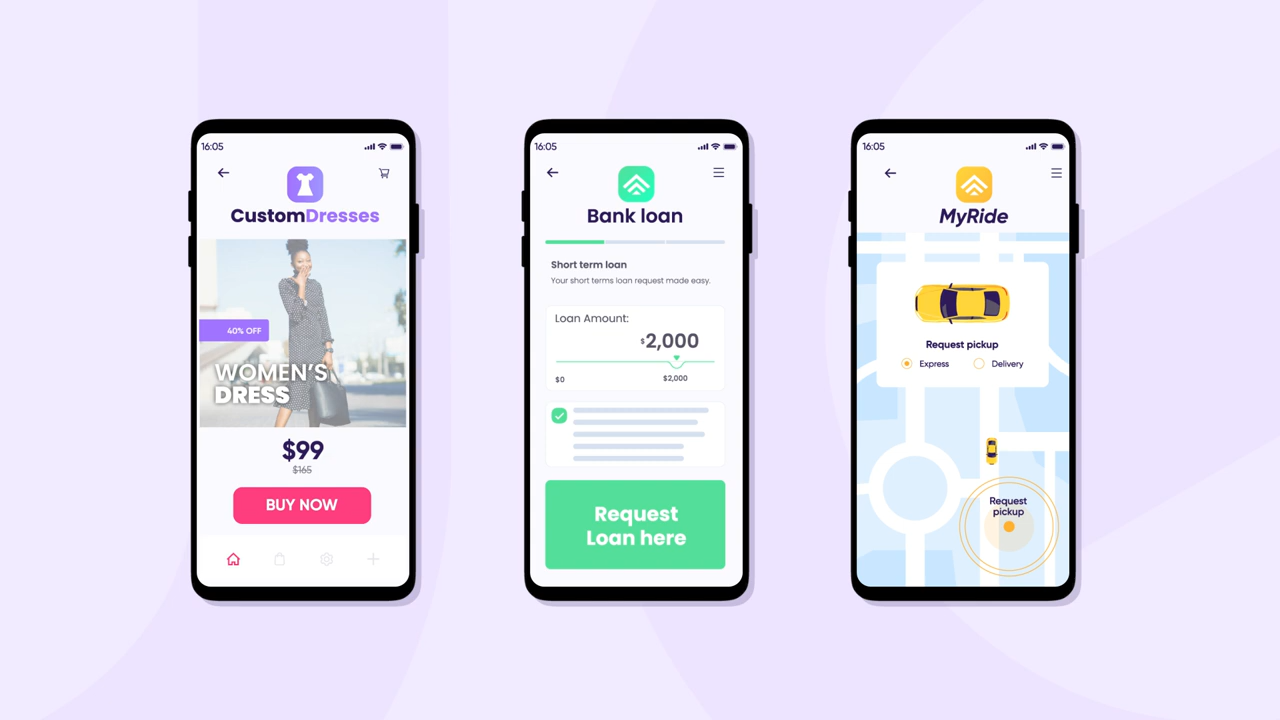 16:05
CustomDresses
40% OFF
WOMEN'S
DRESS
$99
$165
BUY NOW
16:05
Bank loan
Short term loan
Your short terms loan request made easy.
Loan Amount:
$2,000
$0
$2,000
Request
Loan here
16:05
MyRide
Request pickup
Express
Delivery
Request
pickup